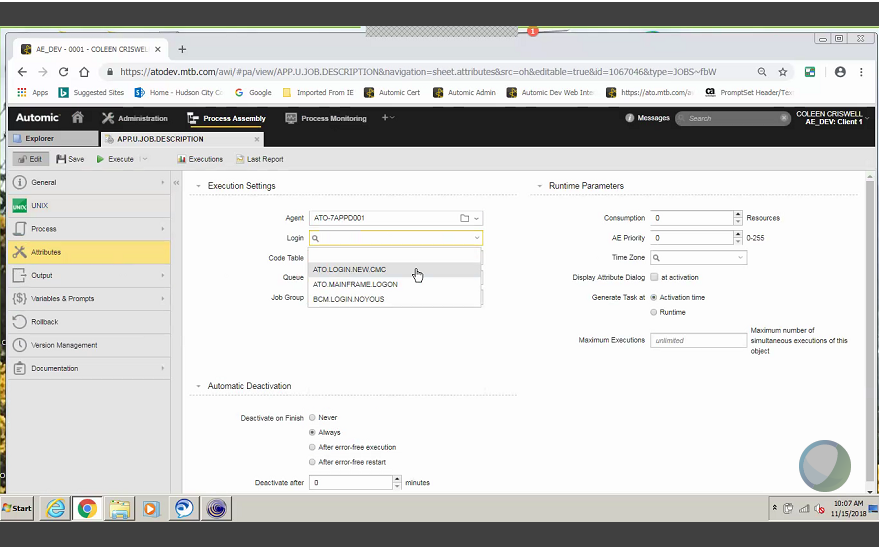 1
AE_DEV - 0001 - COLEEN CRISWEL
https://atodev.mtb.com/awi/#pa/view/APP.U.JOB.DESCRIPTION&navigation=sheet.attributes&src=oh&editable=true&id=1067046&type=JOBS~fbW
Apps Suggested Sites Home - Hudson City C Google Imported From IE Automic Cert Automic Admin Automic Dev Web Inte https://ato.mtb.com/a PromptSet Header/Tex
Automic Administration Process Assembly Process Monitoring Messages Search COLEEN CRISWELL
AE_DEV: Client 1
Explorer APP.U.JOB.DESCRIPTION
Edit Save Execute Executions Last Report
General
UNIX
Process
Attributes
Output
Variables & Prompts
Rollback
Version Management
Documentation
Execution Settings
Agent ATO-7APPD001
Login
Code Table
Queue
Job Group
ATO.LOGIN.NEW.CMC
ATO.MAINFRAME.LOGON
BCM.LOGIN.NOYOUS
Automatic Deactivation
Deactivate on Finish Never
Always
After error-free execution
After error-free restart
Deactivate after 0 minutes
Runtime Parameters
Consumption 0 Resources
AE Priority 0 0-255
Time Zone
Display Attribute Dialog at activation
Generate Task at Activation time
Runtime
Maximum Executions unlimited Maximum number of
simultaneous executions of this
object
Start
10:07 AM
11/15/2018